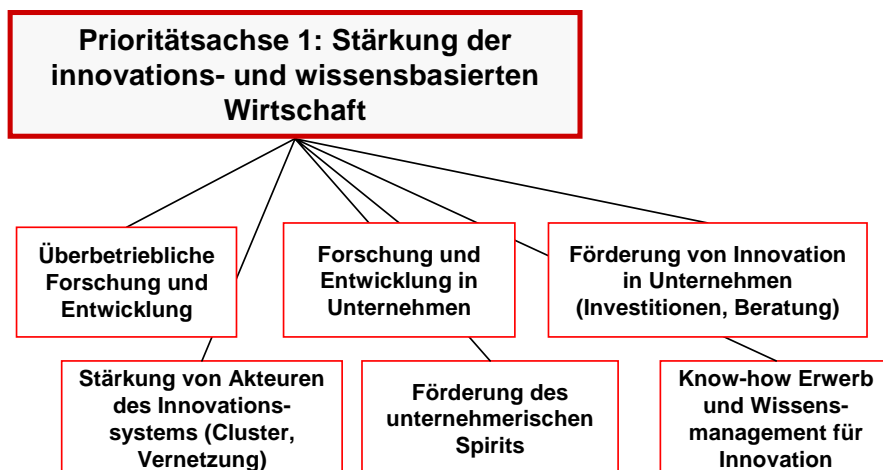 Prioritätsachse 1: Stärkung der
innovations- und wissensbasierten
Wirtschaft
Überbetriebliche
Forschung und
Entwicklung
Forschung und
Entwicklung in
Unternehmen
Förderung von Innovation
in Unternehmen
(Investitionen, Beratung)
Stärkung von Akteuren
des Innovations-
systems (Cluster,
Vernetzung)
Förderung des
unternehmerischen
Spirits
Know-how Erwerb
und Wissens-
management für
Innovation